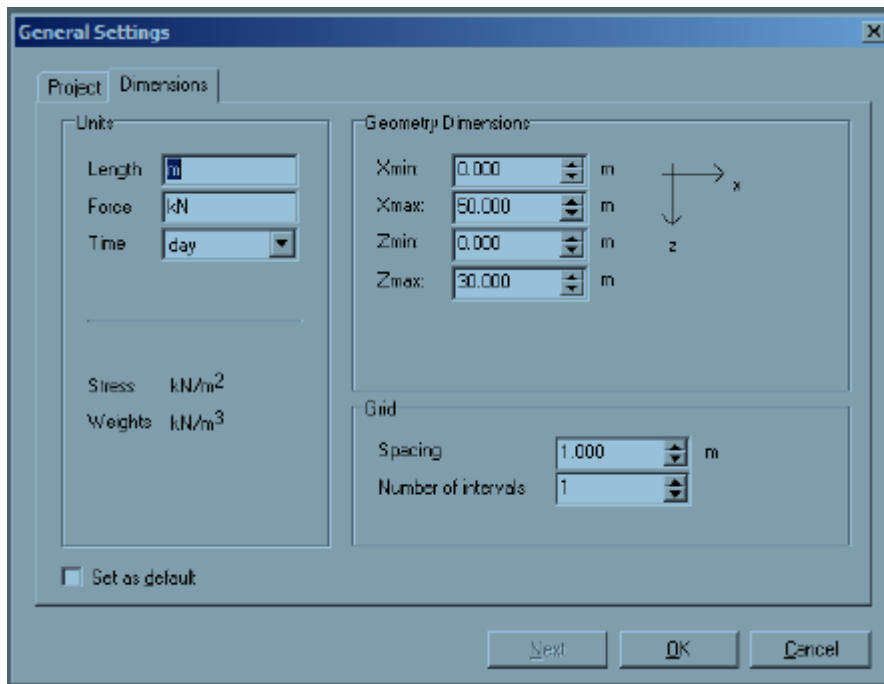 General Settings
Project Dimensions
Units
Length m
Force kN
Time day
Stress kN/m2
Weights kN/m3
Set as default
Geometry Dimensions
Xmin: 0.000 m
Xmax: m
Zmin: 0.000 m
Zmax: 30.000 m
x
z
Grid
Spacing 1.000 m
Number of intervals 1
Next OK Cancel